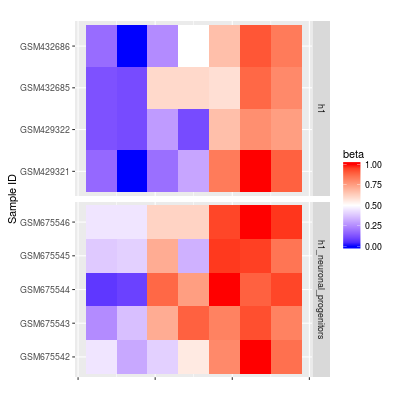 GSM432686
GSM432685
GSM429322
GSM429321
h1
GSM675546
GSM675545
GSM675544
GSM675543
GSM675542
h1_neuronal_progenitors
Sample ID
beta
1.00
0.75
0.50
0.25
0.00